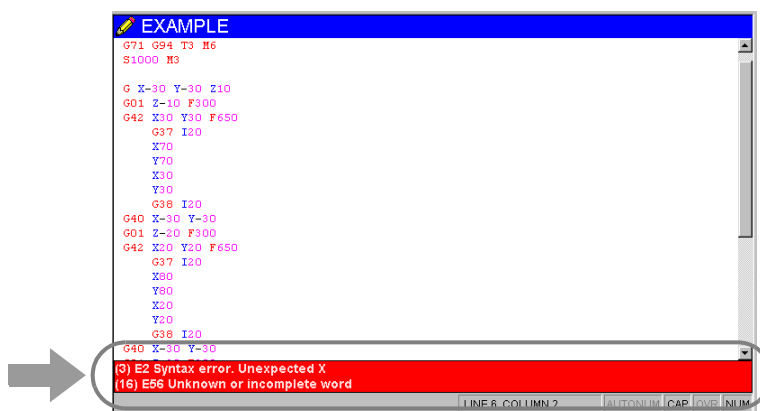 EXAMPLE
G71 G94 T3 M6
S1000 M3
G X-30 Y-30 Z10
G01 Z-10 F300
G42 X30 Y30 F650
G37 I20
X70
Y70
X30
Y30
G38 I20
G40 X-30 Y-30
G01 Z-20 F300
G42 X20 Y20 F650
G37 I20
X80
Y80
X20
Y20
G38 I20
G40 X-30 Y-30
(3) E2 Syntax error. Unexpected X
(16) E56 Unknown or incomplete word
LINE 6, COLUMN 2 AUTONUM CAP OVR NUM